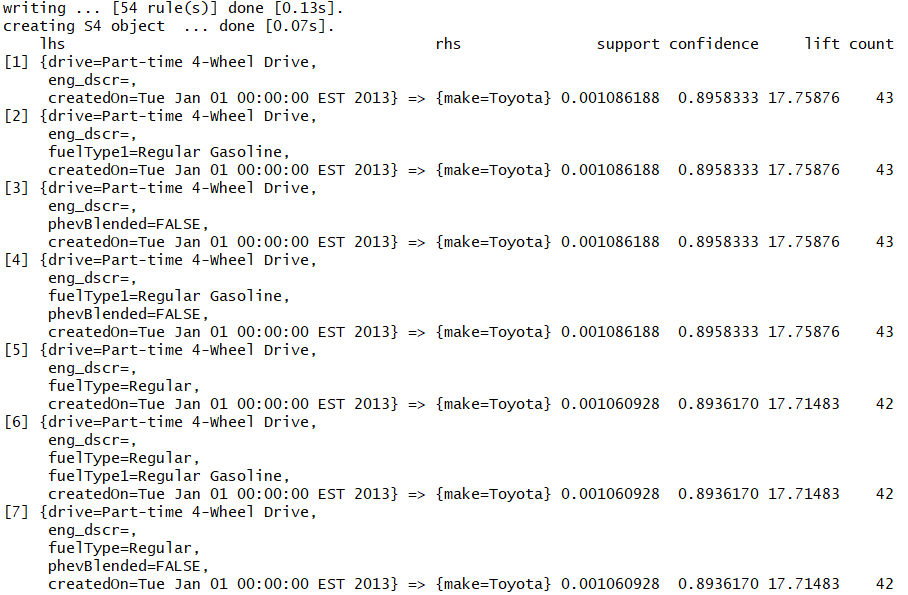 writing ... [54 rule(s)] done [0.13s].
creating S4 object  ... done [0.07s].
    lhs                                         rhs               support confidence     lift count
[1] {drive=Part-time 4-Wheel Drive,
     eng_dscr=,
     createdOn=Tue Jan 01 00:00:00 EST 2013} => {make=Toyota} 0.001086188  0.8958333 17.75876    43
[2] {drive=Part-time 4-Wheel Drive,
     eng_dscr=,
     fuelType1=Regular Gasoline,
     createdOn=Tue Jan 01 00:00:00 EST 2013} => {make=Toyota} 0.001086188  0.8958333 17.75876    43
[3] {drive=Part-time 4-Wheel Drive,
     eng_dscr=,
     phevBlended=FALSE,
     createdOn=Tue Jan 01 00:00:00 EST 2013} => {make=Toyota} 0.001086188  0.8958333 17.75876    43
[4] {drive=Part-time 4-Wheel Drive,
     eng_dscr=,
     fuelType1=Regular Gasoline,
     phevBlended=FALSE,
     createdOn=Tue Jan 01 00:00:00 EST 2013} => {make=Toyota} 0.001086188  0.8958333 17.75876    43
[5] {drive=Part-time 4-Wheel Drive,
     eng_dscr=,
     fuelType=Regular,
     createdOn=Tue Jan 01 00:00:00 EST 2013} => {make=Toyota} 0.001060928  0.8936170 17.71483    42
[6] {drive=Part-time 4-Wheel Drive,
     eng_dscr=,
     fuelType=Regular,
     fuelType1=Regular Gasoline,
     createdOn=Tue Jan 01 00:00:00 EST 2013} => {make=Toyota} 0.001060928  0.8936170 17.71483    42
[7] {drive=Part-time 4-Wheel Drive,
     eng_dscr=,
     fuelType=Regular,
     phevBlended=FALSE,
     createdOn=Tue Jan 01 00:00:00 EST 2013} => {make=Toyota} 0.001060928  0.8936170 17.71483    42